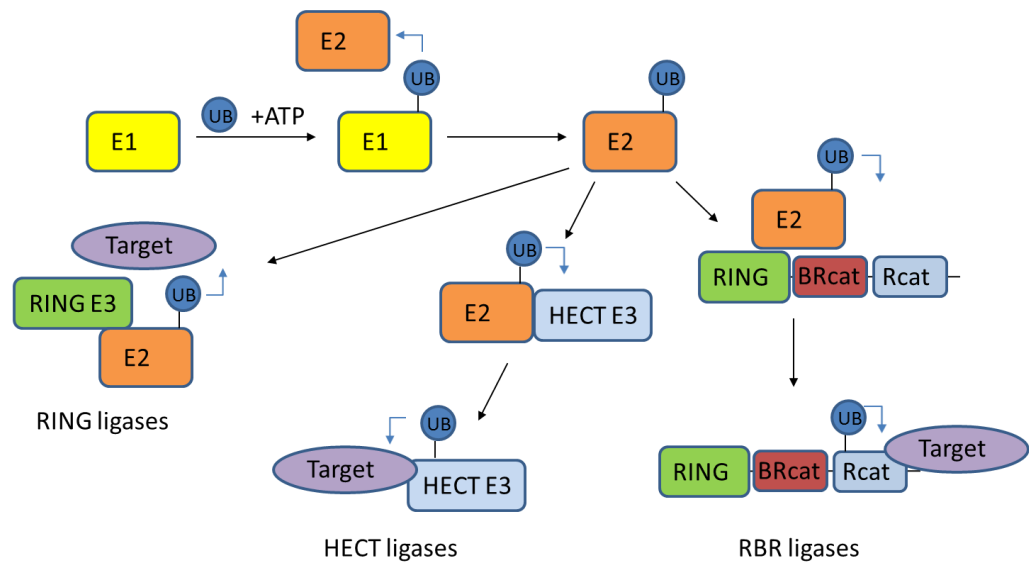 E2
UB
UB
UB +ATP
E1
E1
E2
UB
E2
Target
UB
RING
BRcat
Rcat
RING E3
UB
E2
HECT E3
E2
RING ligases
UB
UB
Target
HECT E3
RING
BRcat
Rcat
Target
HECT ligases
RBR ligases